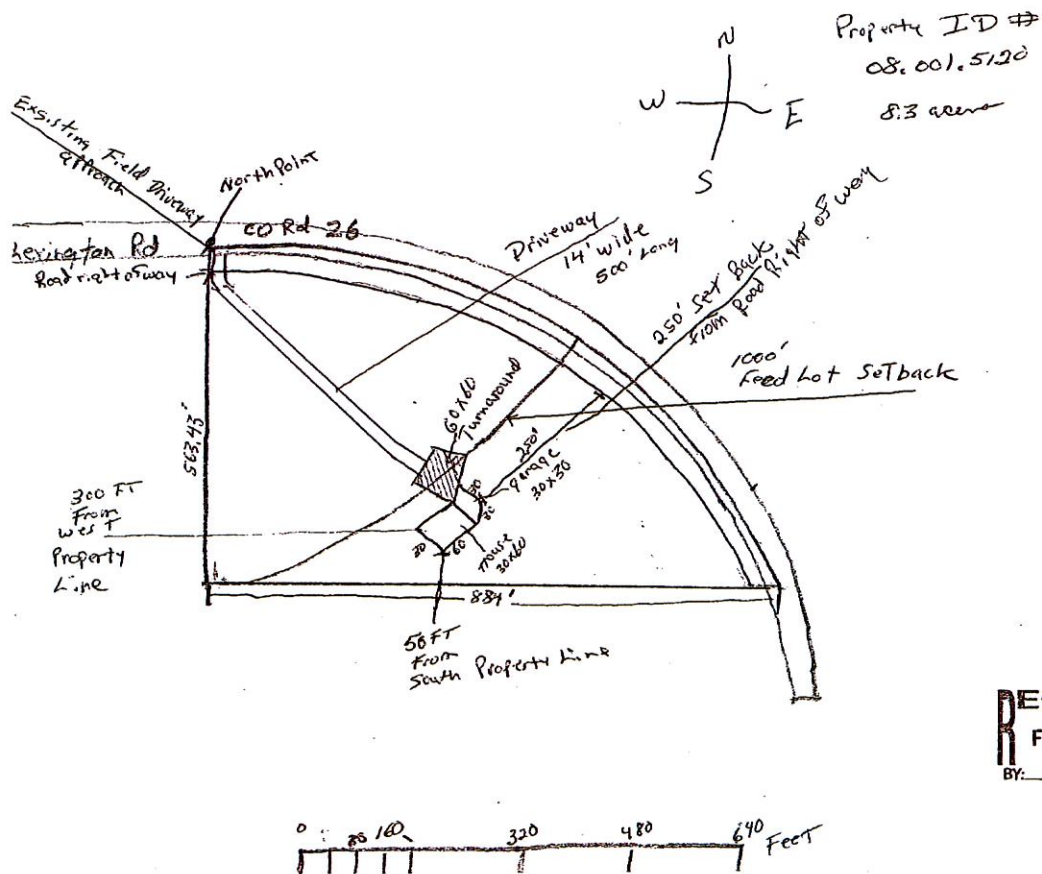 Property ID #
08.001.5120
8.3 acres
N
W
E
S
Exsisting Field Driveway
approach
North Point
CO Rd 26
Lexington Rd
Road right of way
Driveway
14' wide
500' Long
250' Set Back
from Road Right of way
1000'
Feed Lot Setback
60x60
Turnaround
250'
garage
30x30
30
30
563.43'
300 FT
From
West
Property
Line
30
60
House
30x60
884'
50 FT
From
South Property Line
BY:
0
80
160
320
480
640
Feet